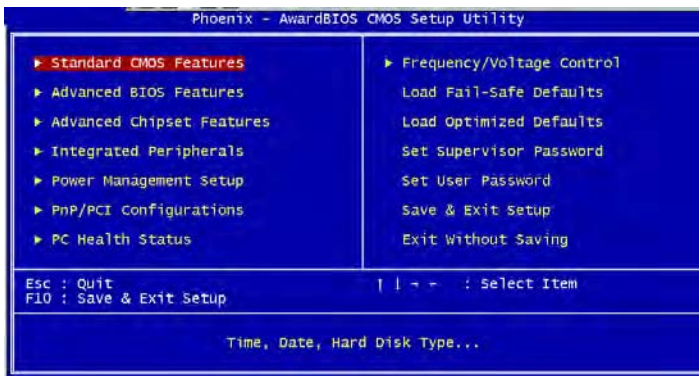 Phoenix - AwardBIOS CMOS Setup Utility
▶ Standard CMOS Features
▶ Advanced BIOS Features
▶ Advanced Chipset Features
▶ Integrated Peripherals
▶ Power Management Setup
▶ PnP/PCI Configurations
▶ PC Health Status
▶ Frequency/Voltage Control
Load Fail-Safe Defaults
Load Optimized Defaults
Set Supervisor Password
Set User Password
Save & Exit Setup
Exit Without Saving
Esc : Quit
F10 : Save & Exit Setup
↑ ↓ → ← : Select Item
Time, Date, Hard Disk Type...